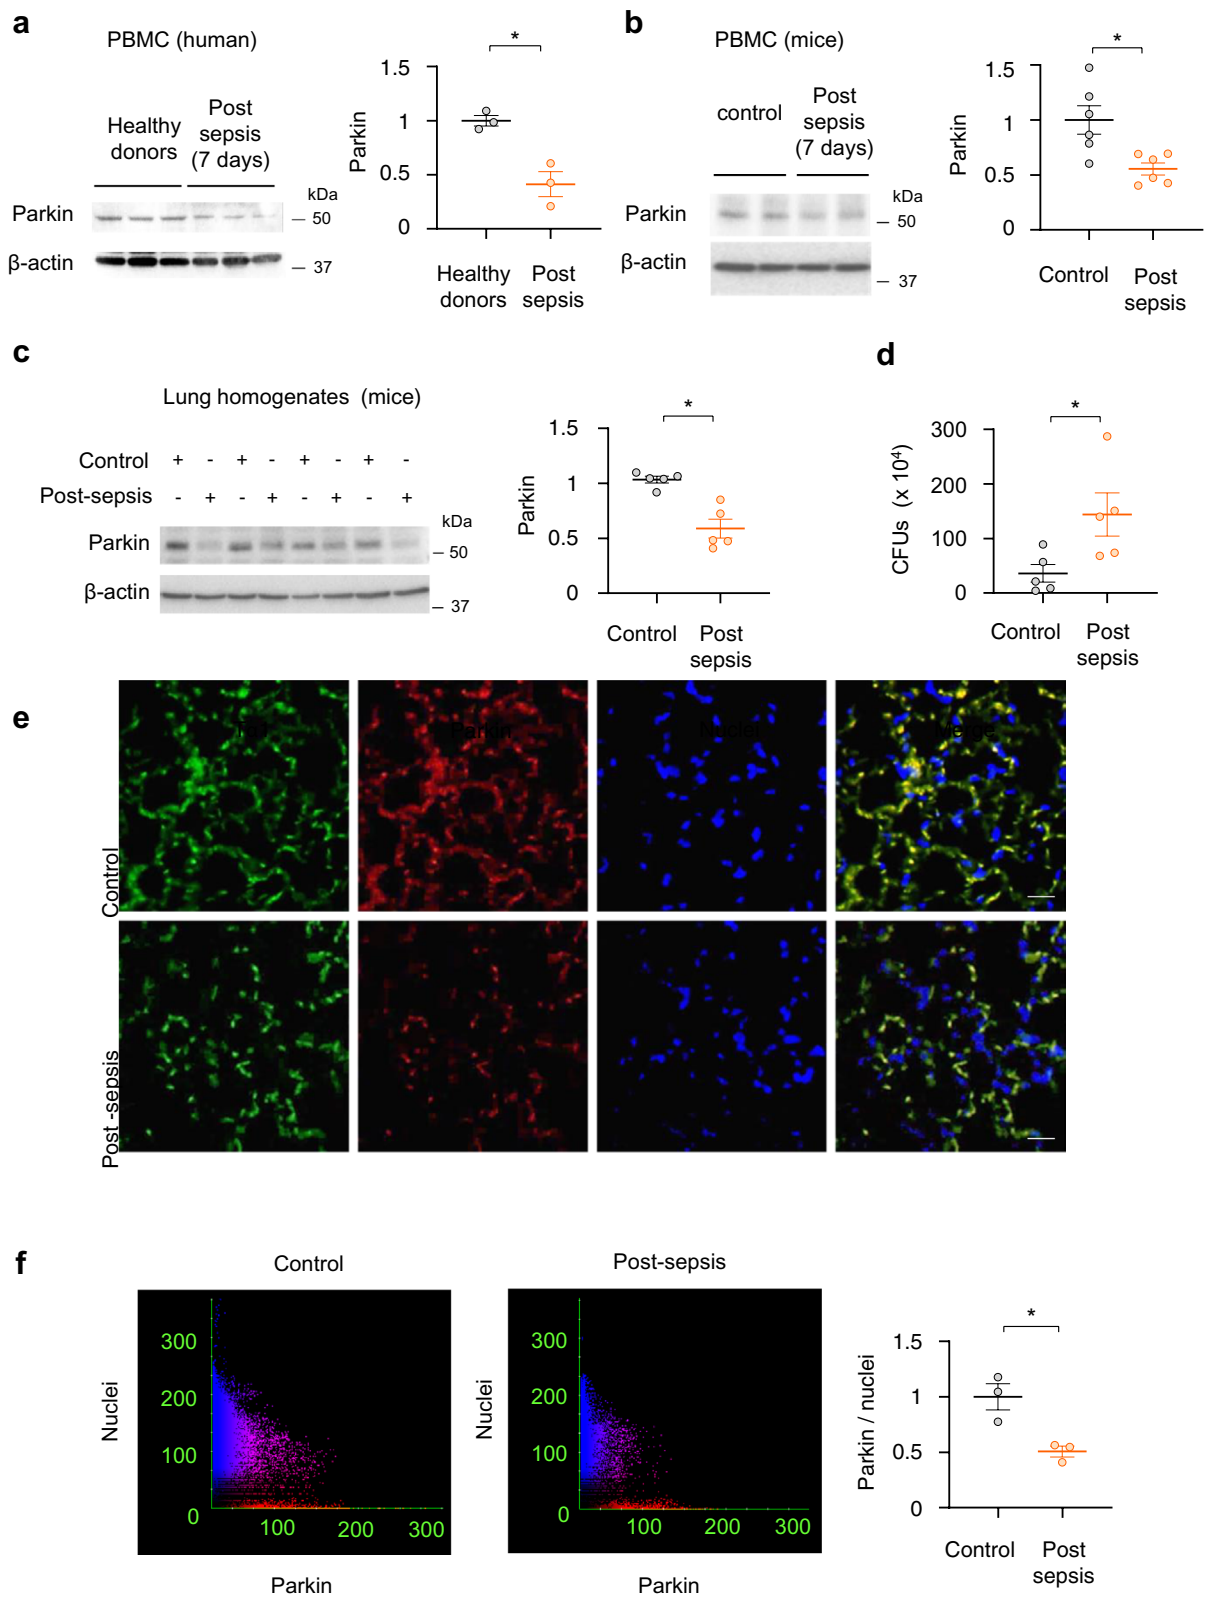 a
PBMC (human)
Healthy
donors
Post
sepsis
(7 days)
kDa
Parkin
50
β-actin
37
*
1.5
1
0.5
0
Parkin
Healthy
donors
Post
sepsis
b
PBMC (mice)
control
Post
sepsis
(7 days)
kDa
Parkin
50
β-actin
37
*
1.5
1
0.5
0
Parkin
Control
Post
sepsis
c
Lung homogenates (mice)
Control + - + - + - + -
Post-sepsis - + - + - + - +
kDa
Parkin
50
β-actin
37
*
1.5
1
0.5
0
Parkin
Control
Post
sepsis
d
*
300
200
100
0
CFUs (x 10⁴)
Control
Post
sepsis
e
Parkin
Nuclei
Merge
Control
Post -sepsis
f
Control
300
200
100
0
100 200 300
Nuclei
Parkin
Post-sepsis
300
200
100
0
100 200 300
Nuclei
Parkin
*
1.5
1
0.5
0
Parkin / nuclei
Control
Post
sepsis